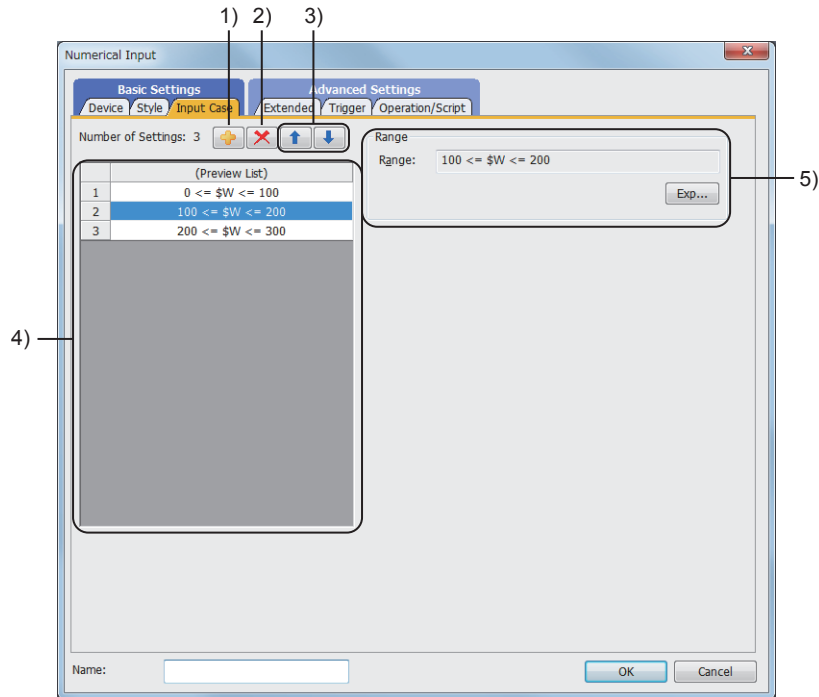 1) 2) 3)
Numerical Input
Basic Settings Advanced Settings
Device Style Input Case Extended Trigger Operation/Script
Number of Settings: 3
Range
Range: 100 <= $W <= 200
5)
Exp...
(Preview List)
1 0 <= $W <= 100
2 100 <= $W <= 200
3 200 <= $W <= 300
4)
Name:
OK Cancel